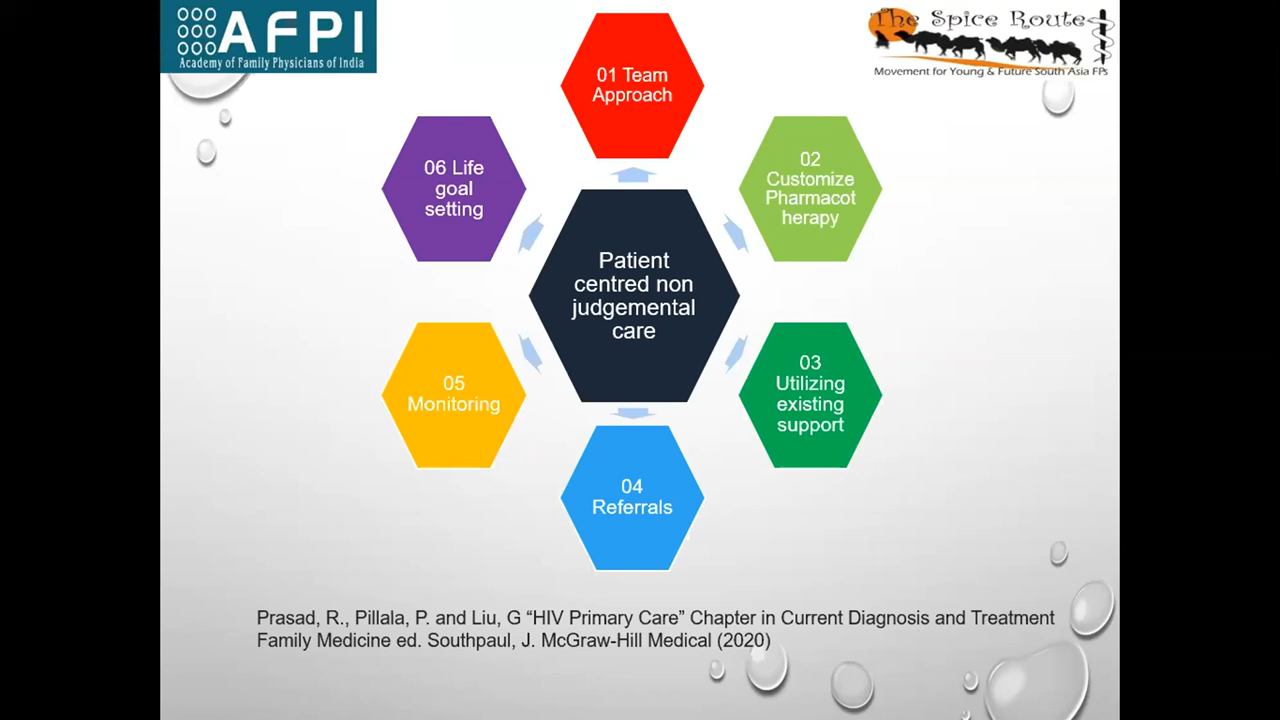 AFPI
Academy of Family Physicians of India
The Spice Route
Movement for Young & Future South Asia FPs
01 Team
Approach
02
Customize
Pharmacot
herapy
03
Utilizing
existing
support
04
Referrals
05
Monitoring
06 Life
goal
setting
Patient
centred non
judgemental
care
Prasad, R., Pillala, P. and Liu, G “HIV Primary Care” Chapter in Current Diagnosis and Treatment
Family Medicine ed. Southpaul, J. McGraw-Hill Medical (2020)